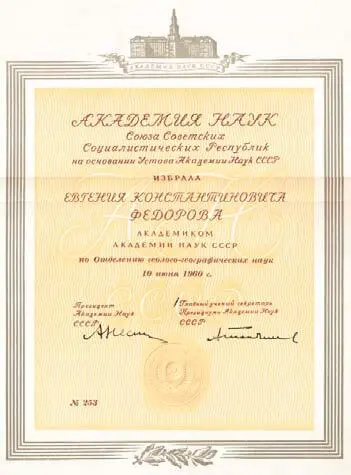 АКАДЕМИЯ НАУК СССР
АКАДЕМИЯ НАУК
Союза Советских
Социалистических Республик
на основании Устава Академии Наук СССР
ИЗБРАЛА
ЕВГЕНИЯ КОНСТАНТИНОВИЧА
ФЕДОРОВА
АКАДЕМИКОМ
АКАДЕМИИ НАУК СССР
по Отделению геолого-географических наук
10 июня 1960 г.
Президент
Академии Наук
СССР
Главный ученый секретарь
Президиума Академии Наук
СССР
№ 253